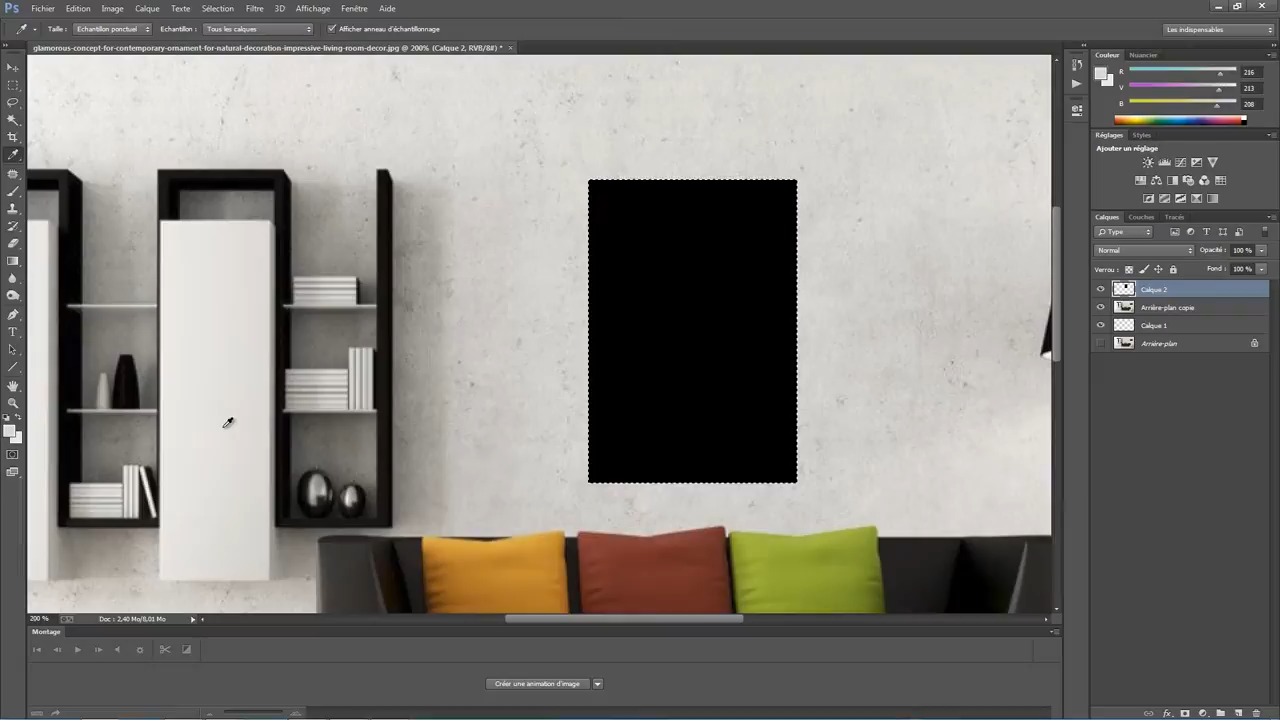 Ps Fichier Edition Image Calque Texte Sélection Filtre 3D Affichage Fenêtre Aide
Taille : Echantillon ponctuel Echantillon : Tous les calques Afficher anneau d'échantillonnage Les indispensables
glamorous-concept-for-contemporary-ornament-for-natural-decoration-impressive-living-room-decor.jpg @ 200% (Calque 2, RVB/8#) * ×
Couleur Nuancier
R 216
V 213
B 208
Réglages Styles
Ajouter un réglage
Calques Couches Tracés
Type
Normal Opacité : 100 %
Verrou : Fond : 100 %
Calque 2
Arrière-plan copie
Calque 1
Arrière-plan
200 % Doc : 2,40 Mo/8,01 Mo
Montage
Créer une animation d'image